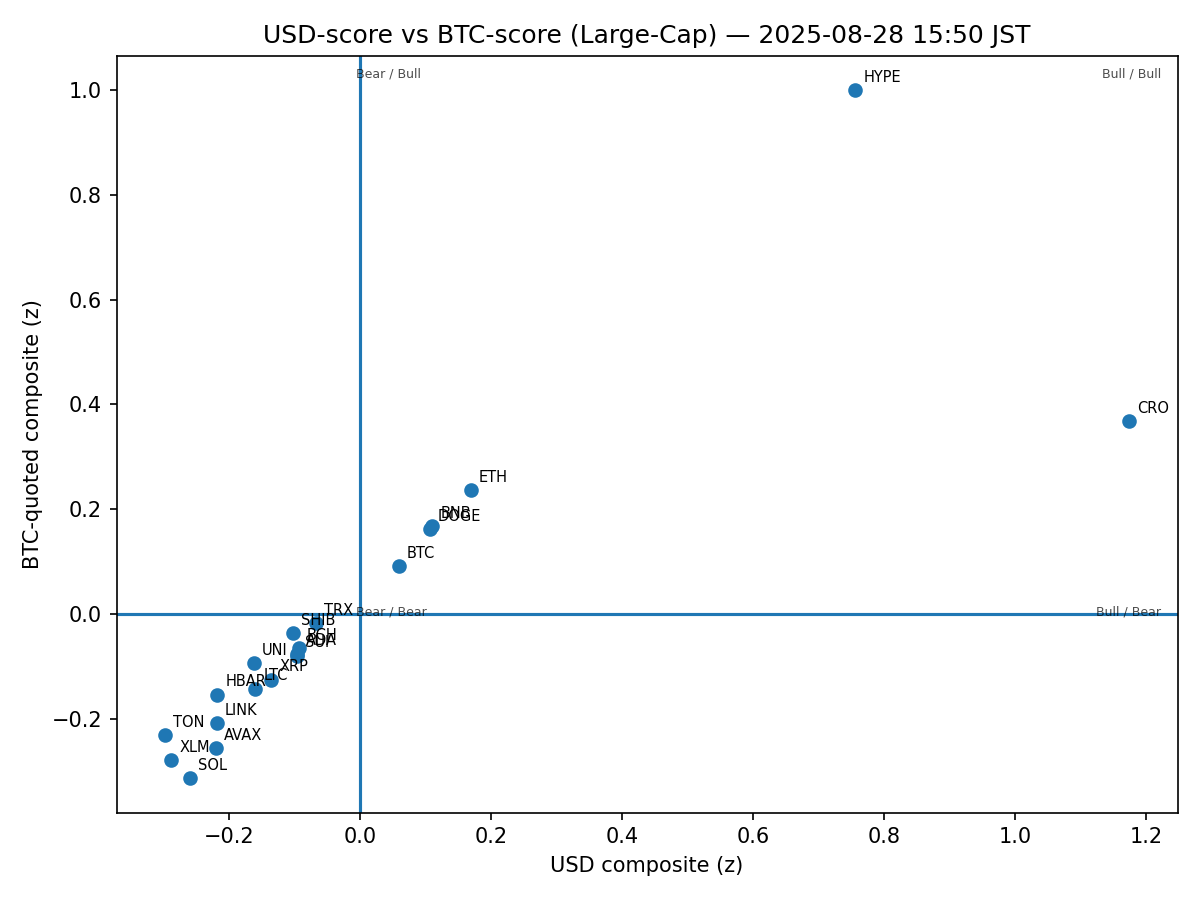 USD-score vs BTC-score (Large-Cap) — 2025-08-28 15:50 JST
Bear / Bull
Bull / Bull
HYPE
CRO
ETH
BNB
DOGE
BTC
TRX
Bear / Bear
Bull / Bear
SHIB
BCH
ADA
UNI
XRP
LTC
HBAR
LINK
TON
AVAX
XLM
SOL
1.0
0.8
0.6
0.4
0.2
0.0
−0.2
BTC-quoted composite (z)
−0.2
0.0
0.2
0.4
0.6
0.8
1.0
1.2
USD composite (z)